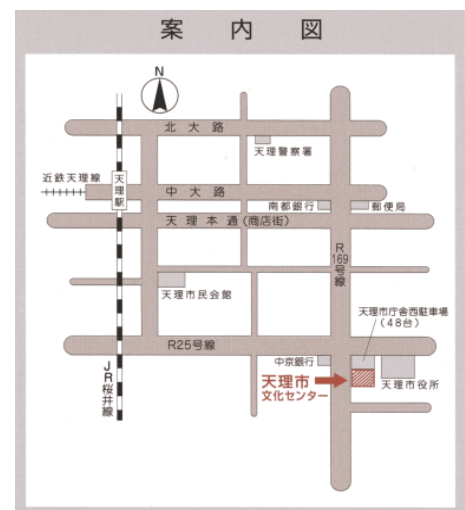 案内図
N
北大路
天理警察署
近鉄天理線
天理駅
中大路
南都銀行
郵便局
天理本通(商店街)
R169号線
天理市民会館
天理市庁舎西駐車場
(48台)
R25号線
中京銀行
JR桜井線
天理市
文化センター
天理市役所